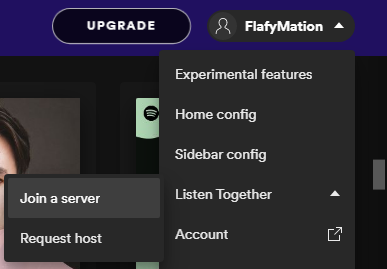 UPGRADE
FlafyMation
Experimental features
Home config
Sidebar config
Listen Together
Join a server
Account
Request host